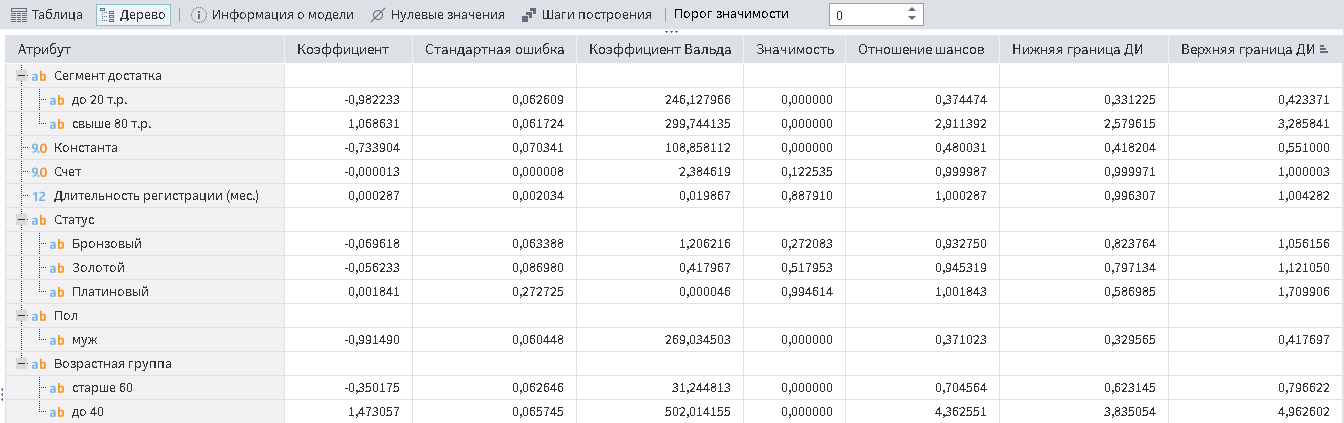 Таблица Дерево Информация о модели Нулевые значения Шаги построения Порог значимости 0
Атрибут Коэффициент Стандартная ошибка Коэффициент Вальда Значимость Отношение шансов Нижняя граница ДИ Верхняя граница ДИ
ab Сегмент достатка
ab до 20 т.р. -0,982233 0,062609 246,127966 0,000000 0,374474 0,331225 0,423371
ab свыше 80 т.р. 1,068631 0,061724 299,744135 0,000000 2,911392 2,579615 3,285841
9.0 Константа -0,733904 0,070341 108,858112 0,000000 0,480031 0,418204 0,551000
9.0 Счет -0,000013 0,000008 2,384619 0,122535 0,999987 0,999971 1,000003
12 Длительность регистрации (мес.) 0,000287 0,002034 0,019867 0,887910 1,000287 0,996307 1,004282
ab Статус
ab Бронзовый -0,069618 0,063388 1,206216 0,272083 0,932750 0,823764 1,056156
ab Золотой -0,056233 0,086980 0,417967 0,517953 0,945319 0,797134 1,121050
ab Платиновый 0,001841 0,272725 0,000046 0,994614 1,001843 0,586985 1,709906
ab Пол
ab муж -0,991490 0,060448 269,034503 0,000000 0,371023 0,329565 0,417697
ab Возрастная группа
ab старше 60 -0,350175 0,062646 31,244813 0,000000 0,704564 0,623145 0,796622
ab до 40 1,473057 0,065745 502,014155 0,000000 4,362551 3,835054 4,962602